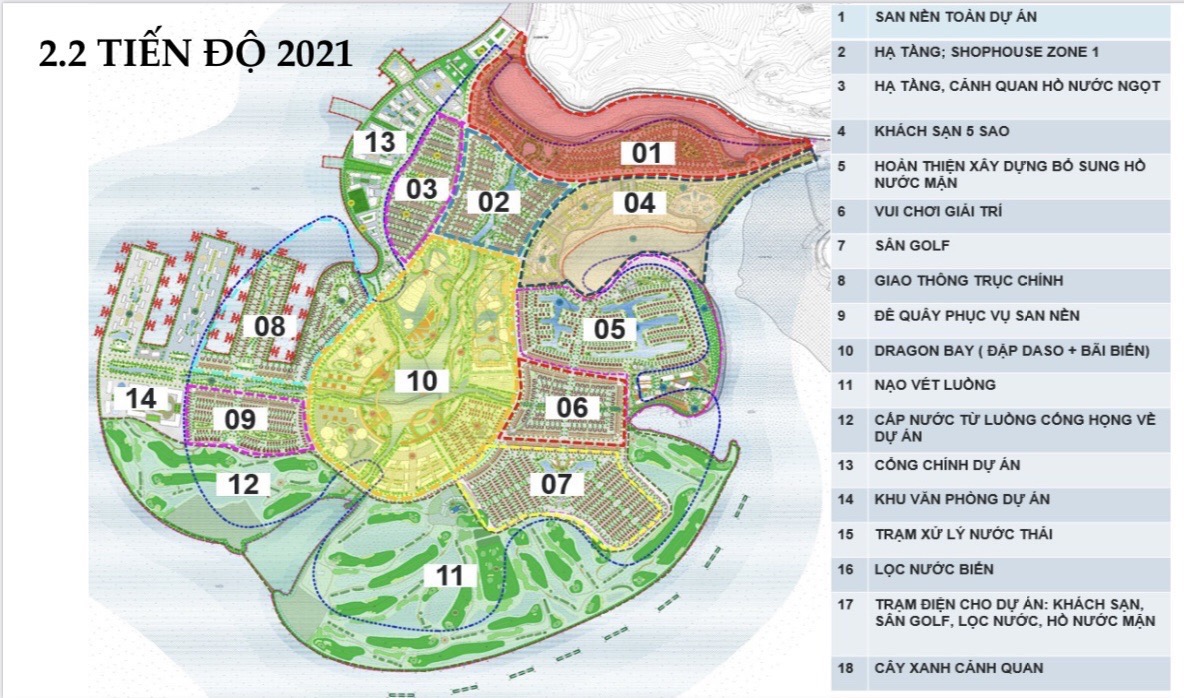 2.2 TIẾN ĐỘ 2021
13
01
03
02
04
08
05
10
14
06
09
12
07
11
1 SAN NỀN TOÀN DỰ ÁN
2 HẠ TẦNG; SHOPHOUSE ZONE 1
3 HẠ TẦNG, CẢNH QUAN HỒ NƯỚC NGỌT
4 KHÁCH SẠN 5 SAO
5 HOÀN THIỆN XÂY DỰNG BỔ SUNG HỒ
NƯỚC MẶN
6 VUI CHƠI GIẢI TRÍ
7 SÂN GOLF
8 GIAO THÔNG TRỤC CHÍNH
9 ĐÊ QUÂY PHỤC VỤ SAN NỀN
10 DRAGON BAY ( ĐẬP DASO + BÃI BIỂN)
11 NẠO VÉT LUỒNG
12 CẤP NƯỚC TỪ LUỒNG CỐNG HỌNG VỀ
DỰ ÁN
13 CỔNG CHÍNH DỰ ÁN
14 KHU VĂN PHÒNG DỰ ÁN
15 TRẠM XỬ LÝ NƯỚC THẢI
16 LỌC NƯỚC BIỂN
17 TRẠM ĐIỆN CHO DỰ ÁN: KHÁCH SẠN,
SÂN GOLF, LỌC NƯỚC, HỒ NƯỚC MẶN
18 CÂY XANH CẢNH QUAN